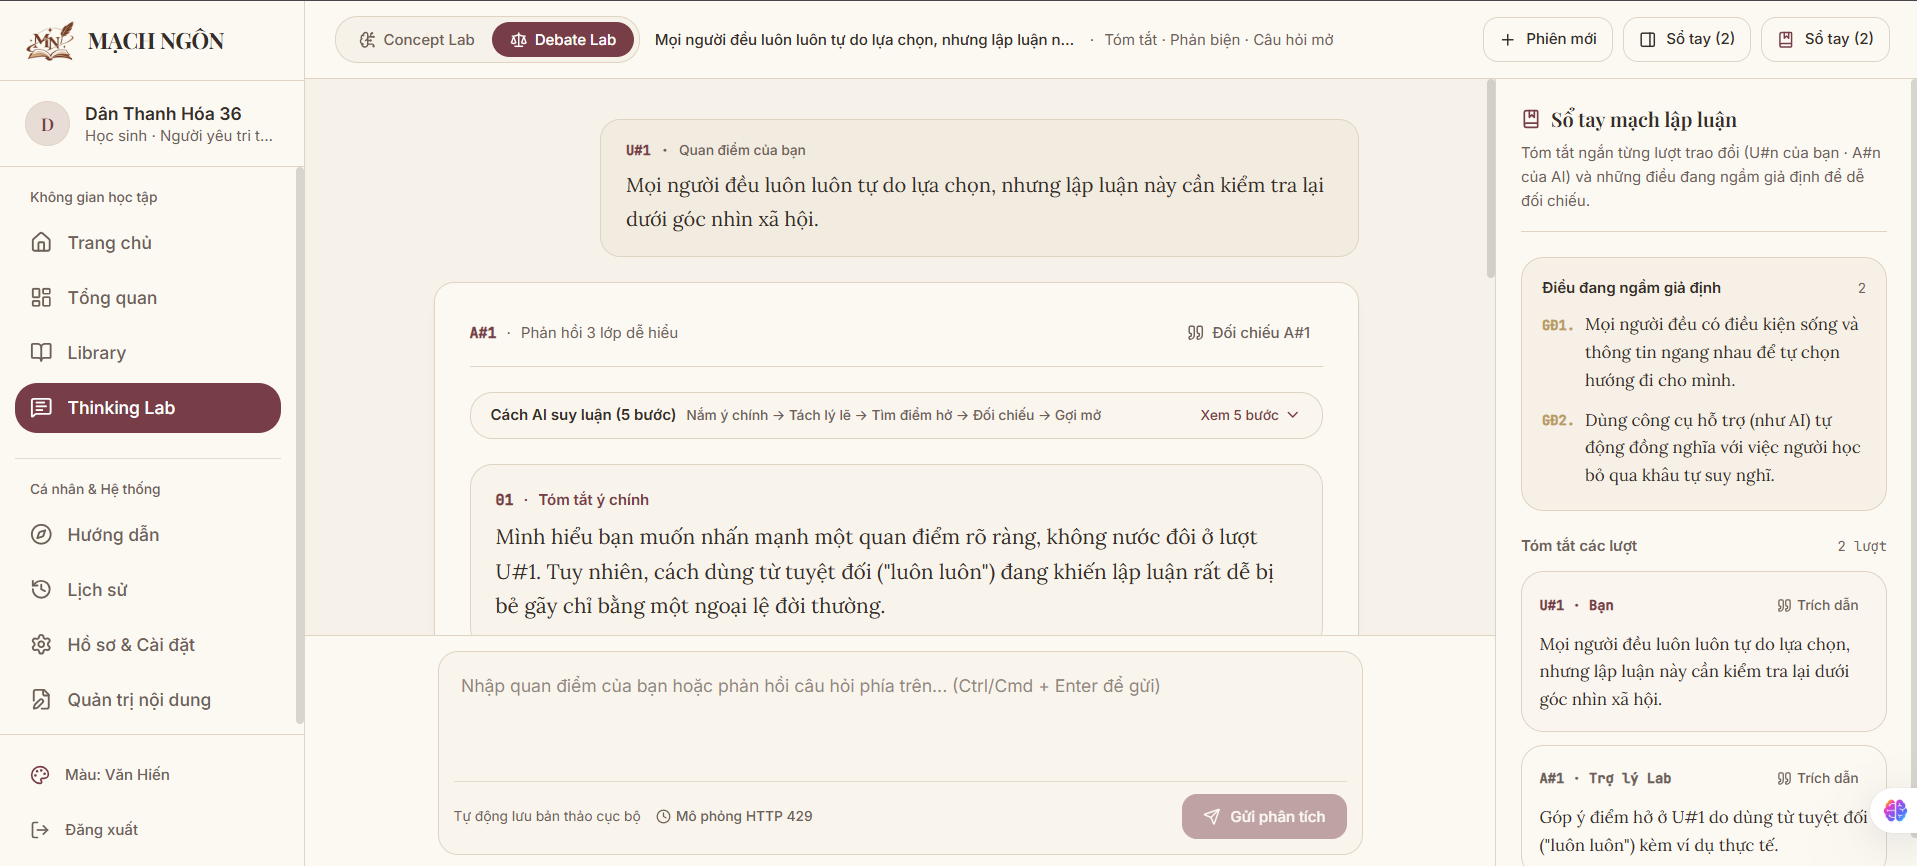 MẠCH NGÔN
D
Dân Thanh Hóa 36
Học sinh · Người yêu tri t...
Không gian học tập
Trang chủ
Tổng quan
Library
Thinking Lab
Cá nhân & Hệ thống
Hướng dẫn
Lịch sử
Hồ sơ & Cài đặt
Quản trị nội dung
Màu: Văn Hiến
Đăng xuất
Concept Lab
Debate Lab
Mọi người đều luôn luôn tự do lựa chọn, nhưng lập luận n... · Tóm tắt · Phản biện · Câu hỏi mở
Phiên mới
Sổ tay (2)
Sổ tay (2)
U#1 · Quan điểm của bạn
Mọi người đều luôn luôn tự do lựa chọn, nhưng lập luận này cần kiểm tra lại
dưới góc nhìn xã hội.
A#1 · Phản hồi 3 lớp dễ hiểu
Đối chiếu A#1
Cách AI suy luận (5 bước) Nắm ý chính → Tách lý lẽ → Tìm điểm hở → Đối chiếu → Gợi mở
Xem 5 bước
01 · Tóm tắt ý chính
Mình hiểu bạn muốn nhấn mạnh một quan điểm rõ ràng, không nước đôi ở lượt
U#1. Tuy nhiên, cách dùng từ tuyệt đối ("luôn luôn") đang khiến lập luận rất dễ bị
bẻ gãy chỉ bằng một ngoại lệ đời thường.
Nhập quan điểm của bạn hoặc phản hồi câu hỏi phía trên... (Ctrl/Cmd + Enter để gửi)
Tự động lưu bản thảo cục bộ
Mô phỏng HTTP 429
Gửi phân tích
Sổ tay mạch lập luận
Tóm tắt ngắn từng lượt trao đổi (U#n của bạn · A#n
của AI) và những điều đang ngầm giả định để dễ
đối chiếu.
Điều đang ngầm giả định 2
GĐ1. Mọi người đều có điều kiện sống và
thông tin ngang nhau để tự chọn
hướng đi cho mình.
GĐ2. Dùng công cụ hỗ trợ (như AI) tự
động đồng nghĩa với việc người học
bỏ qua khâu tự suy nghĩ.
Tóm tắt các lượt 2 lượt
U#1 · Bạn
Trích dẫn
Mọi người đều luôn luôn tự do lựa chọn,
nhưng lập luận này cần kiểm tra lại dưới
góc nhìn xã hội.
A#1 · Trợ lý Lab
Trích dẫn
Góp ý điểm hở ở U#1 do dùng từ tuyệt đối
("luôn luôn") kèm ví dụ thực tế.